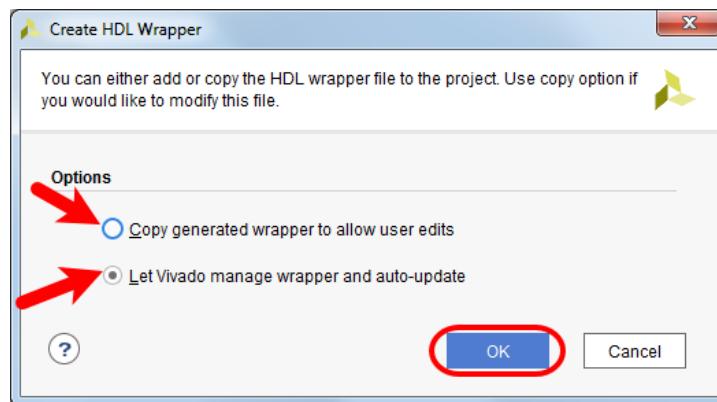 Create HDL Wrapper
X
You can either add or copy the HDL wrapper file to the project. Use copy option if
you would like to modify this file.
Options
Copy generated wrapper to allow user edits
Let Vivado manage wrapper and auto-update
?
OK
Cancel